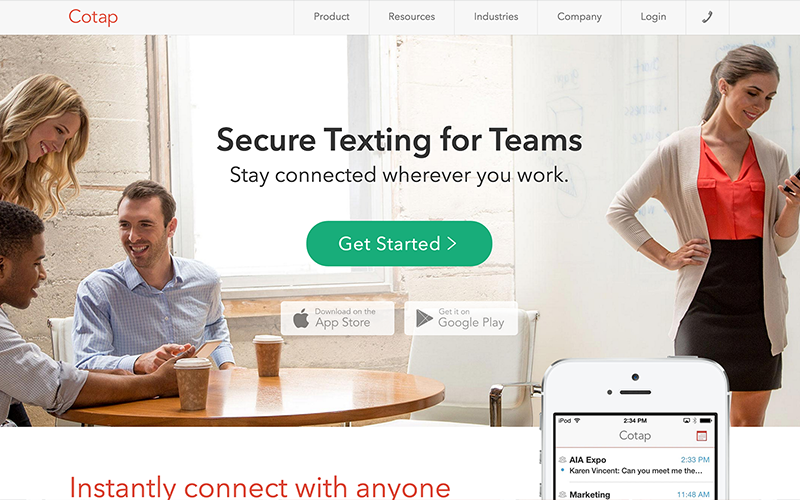 Cotap
Product
Resources
Industries
Company
Login
Secure Texting for Teams
Stay connected wherever you work.
Get Started >
Download on the
App Store
Get it on
Google Play
iPod
2:34 PM
Cotap
AIA Expo
2:33 PM
Karen Vincent: Can you meet me the...
Marketing
11:48 AM
Instantly connect with anyone